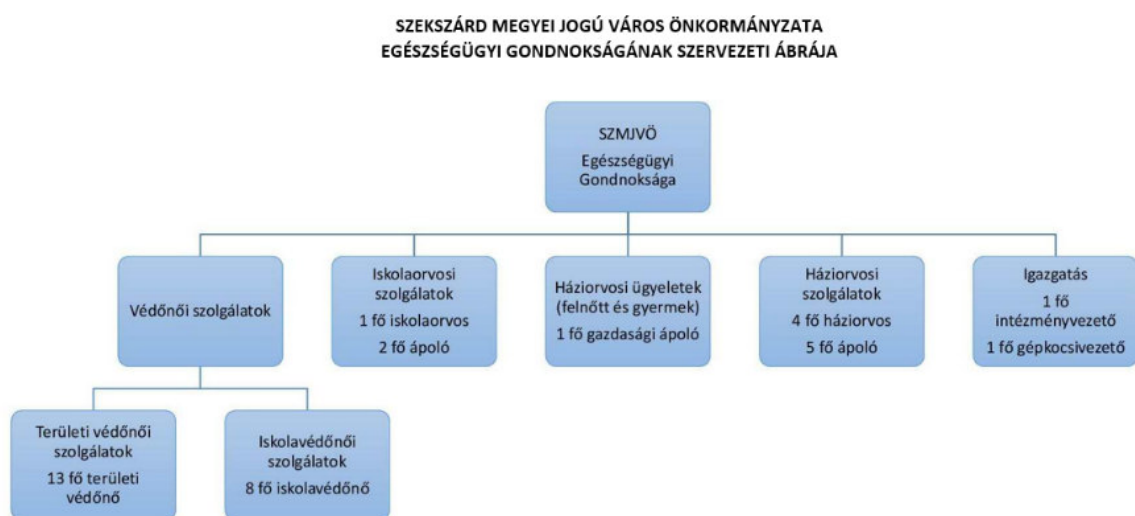 SZEKSZÁRD MEGYEI JOGÚ VÁROS ÖNKORMÁNYZATA
EGÉSZSÉGÜGYI GONDNOKSÁGÁNAK SZERVEZETI ÁBRÁJA
SZMJVÖ
Egészségügyi
Gondnoksága
Védőnői szolgálatok
Iskolaorvosi
szolgálatok
1 fő iskolaorvos
2 fő ápoló
Háziorvosi ügyeletek
(felnőtt és gyermek)
1 fő gazdasági ápoló
Háziorvosi
szolgálatok
4 fő háziorvos
5 fő ápoló
Igazgatás
1 fő
intézményvezető
1 fő gépkocsivezető
Területi védőnői
szolgálatok
13 fő területi
védőnő
Iskolavédőnői
szolgálatok
8 fő iskolavédőnő